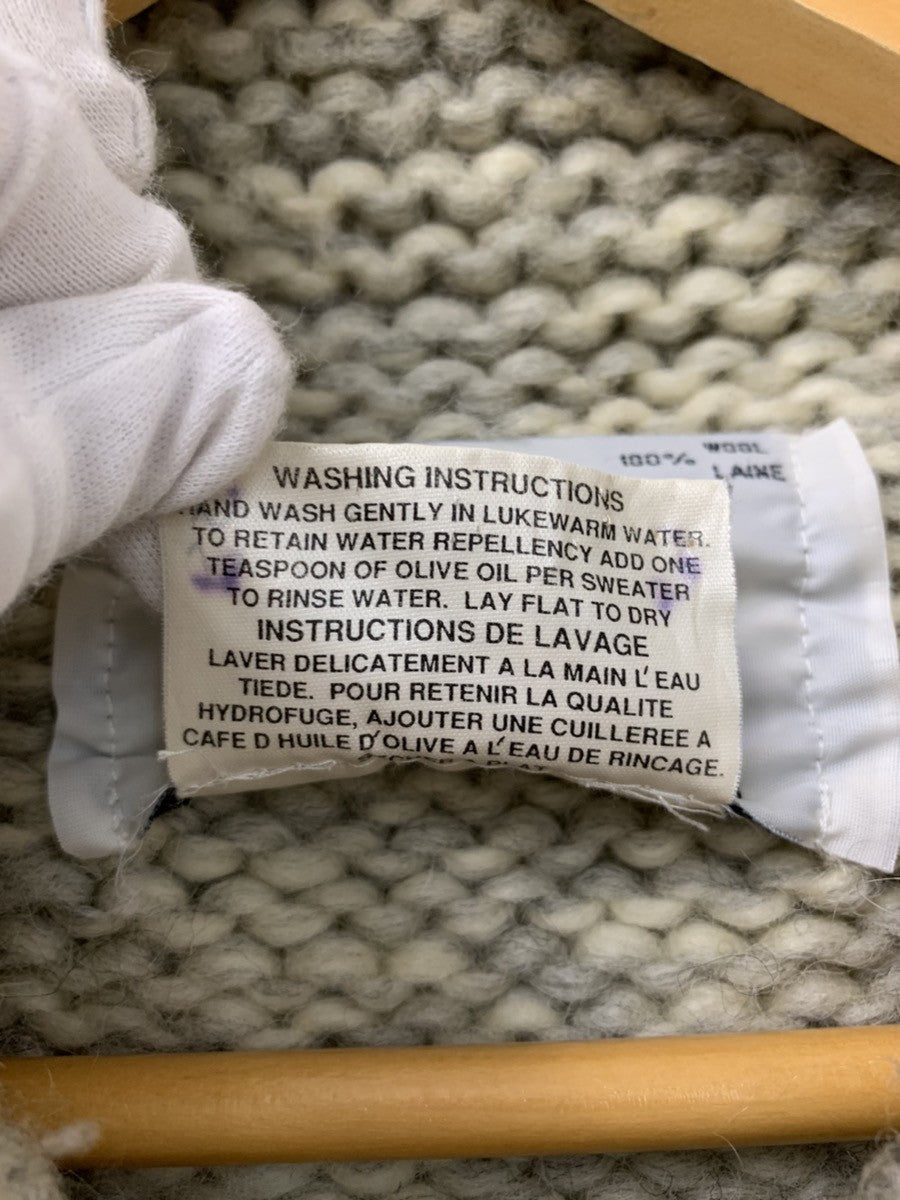 100% WOOL
LAINE
WASHING INSTRUCTIONS
HAND WASH GENTLY IN LUKEWARM WATER.
TO RETAIN WATER REPELLENCY ADD ONE
TEASPOON OF OLIVE OIL PER SWEATER
TO RINSE WATER. LAY FLAT TO DRY
INSTRUCTIONS DE LAVAGE
LAVER DELICATEMENT A LA MAIN L'EAU
TIEDE. POUR RETENIR LA QUALITE
HYDROFUGE, AJOUTER UNE CUILLEREE A
CAFE D HUILE D'OLIVE A L'EAU DE RINCAGE.